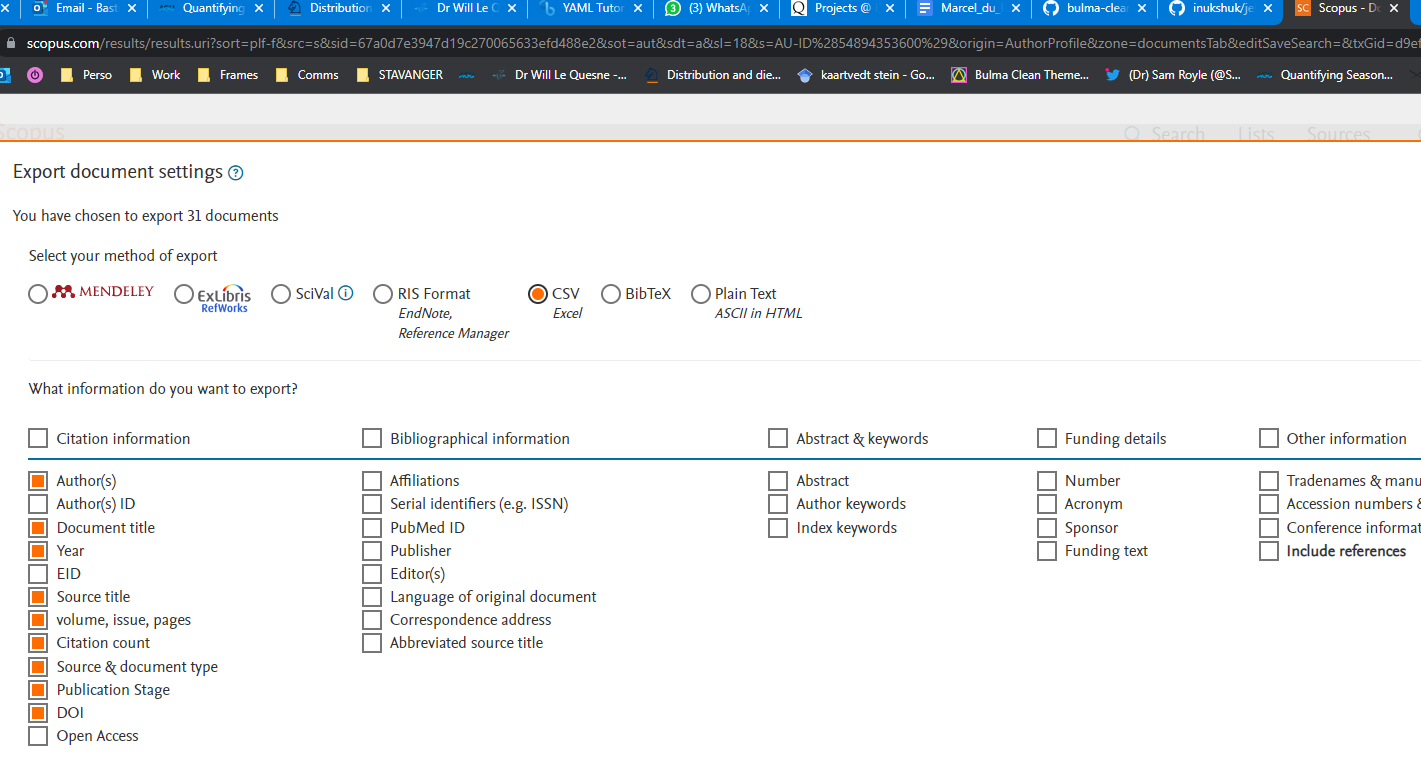 Email - Bast Quantifying Distribution Dr Will Le Q YAML Tutor (3) WhatsAp Projects @ Marcel_du_ bulma-clea inukshuk/je Scopus - Do
scopus.com/results/results.uri?sort=plf-f&src=s&sid=67a0d7e3947d19c270065633efd488e2&sot=aut&sdt=a&sl=18&s=AU-ID%2854894353600%29&origin=AuthorProfile&zone=documentsTab&editSaveSearch=&txGid=d9ef
Perso Work Frames Comms STAVANGER Dr Will Le Quesne -... Distribution and die... kaartvedt stein - Go... Bulma Clean Theme... (Dr) Sam Royle (@S... Quantifying Season...
Scopus Search Lists Sources
Export document settings
You have chosen to export 31 documents
Select your method of export
MENDELEY ExLibris SciVal RIS Format CSV BibTeX Plain Text
RefWorks EndNote, Excel ASCII in HTML
Reference Manager
What information do you want to export?
Citation information Bibliographical information Abstract & keywords Funding details Other information
Author(s) Affiliations Abstract Number Tradenames & manu
Author(s) ID Serial identifiers (e.g. ISSN) Author keywords Acronym Accession numbers &
Document title PubMed ID Index keywords Sponsor Conference informat
Year Publisher Funding text Include references
EID Editor(s)
Source title Language of original document
volume, issue, pages Correspondence address
Citation count Abbreviated source title
Source & document type
Publication Stage
DOI
Open Access